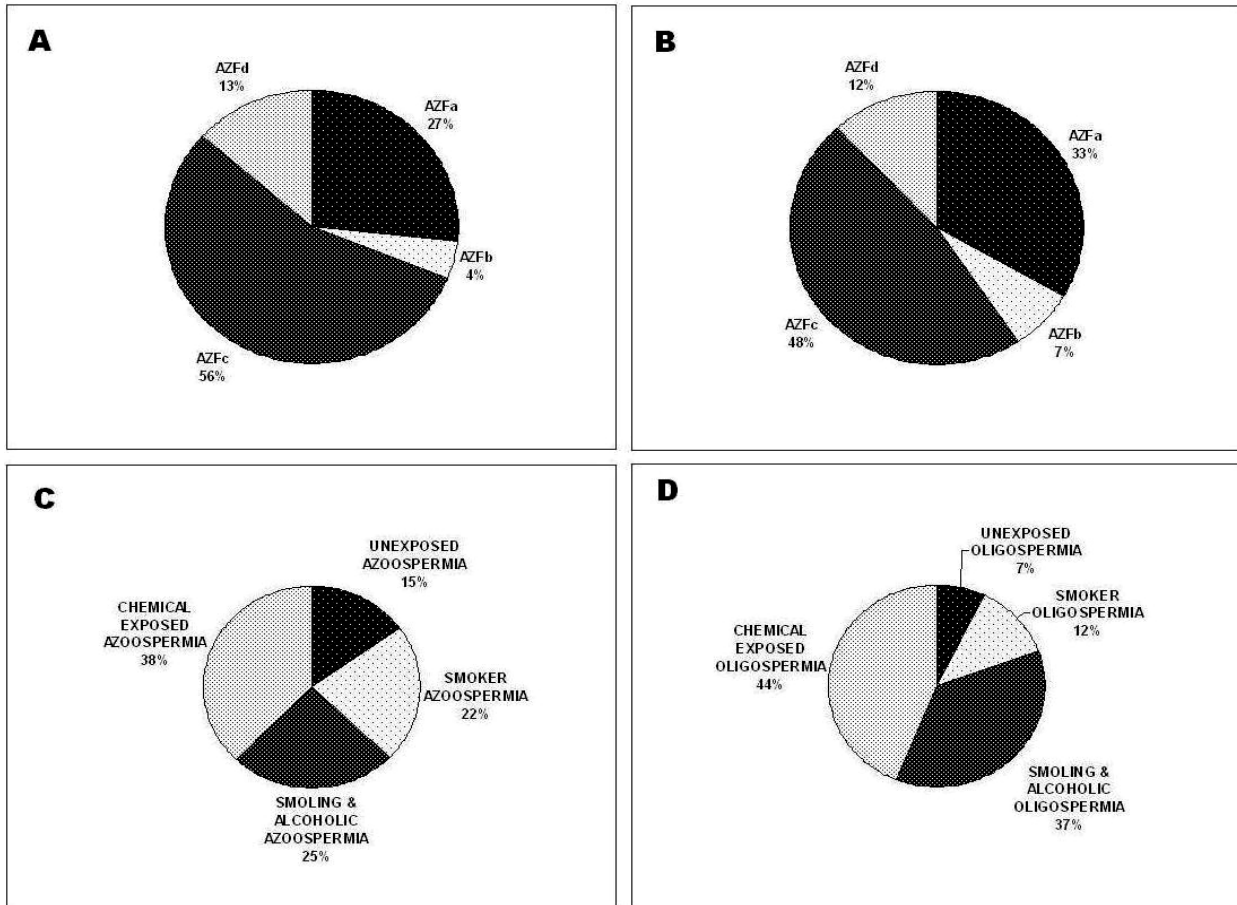 A
AZFd
13%
AZFa
27%
AZFb
4%
AZFc
56%
B
AZFd
12%
AZFa
33%
AZFb
7%
AZFc
48%
C
UNEXPOSED
AZOOSPERMIA
15%
CHEMICAL
EXPOSED
AZOOSPERMIA
38%
SMOKER
AZOOSPERMIA
22%
SMOLING &
ALCOHOLIC
AZOOSPERMIA
25%
D
UNEXPOSED
OLIGOSPERMIA
7%
SMOKER
OLIGOSPERMIA
12%
CHEMICAL
EXPOSED
OLIGOSPERMIA
44%
SMOLING &
ALCOHOLIC
OLIGOSPERMIA
37%